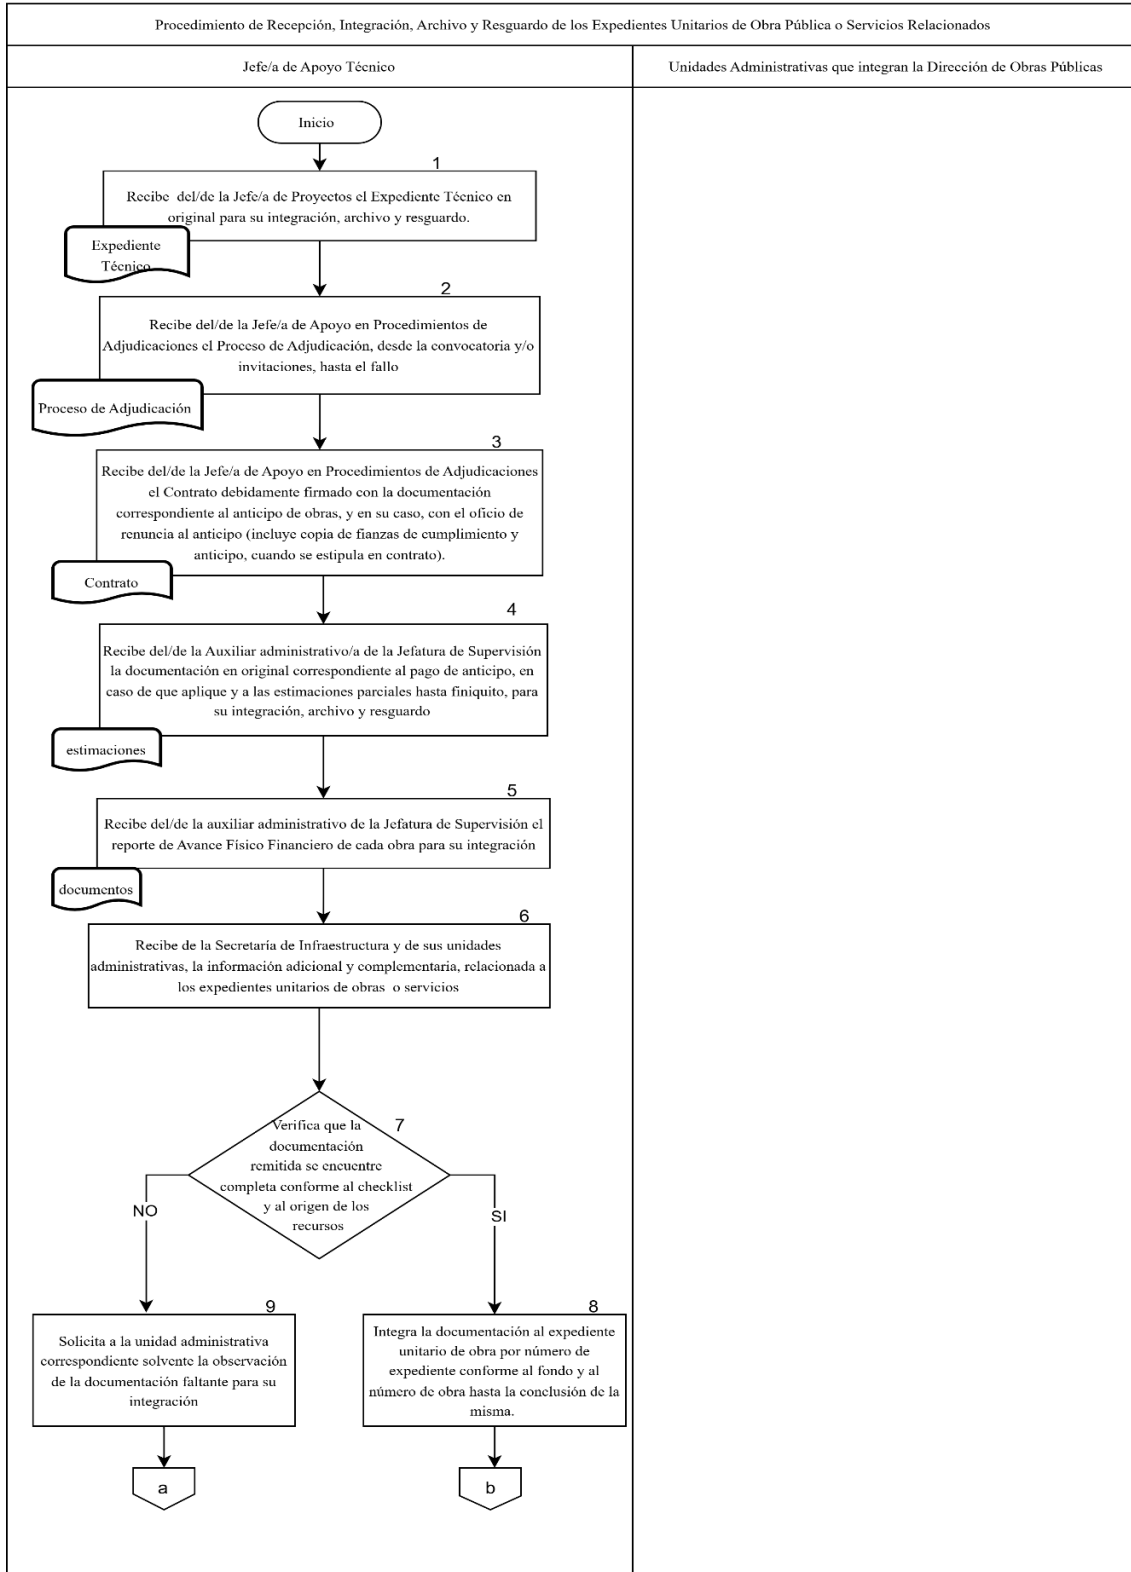 Procedimiento de Recepción, Integración, Archivo y Resguardo de los Expedientes Unitarios de Obra Pública o Servicios Relacionados
Jefe/a de Apoyo Técnico
Unidades Administrativas que integran la Dirección de Obras Públicas
Inicio
1
Recibe del/de la Jefe/a de Proyectos el Expediente Técnico en
original para su integración, archivo y resguardo.
Expediente
Técnico
2
Recibe del/de la Jefe/a de Apoyo en Procedimientos de
Adjudicaciones el Proceso de Adjudicación, desde la convocatoria y/o
invitaciones, hasta el fallo
Proceso de Adjudicación
3
Recibe del/de la Jefe/a de Apoyo en Procedimientos de Adjudicaciones
el Contrato debidamente firmado con la documentación
correspondiente al anticipo de obras, y en su caso, con el oficio de
renuncia al anticipo (incluye copia de fianzas de cumplimiento y
anticipo, cuando se estipula en contrato).
Contrato
4
Recibe del/de la Auxiliar administrativo/a de la Jefatura de Supervisión
la documentación en original correspondiente al pago de anticipo, en
caso de que aplique y a las estimaciones parciales hasta finiquito, para
su integración, archivo y resguardo
estimaciones
5
Recibe del/de la auxiliar administrativo de la Jefatura de Supervisión el
reporte de Avance Físico Financiero de cada obra para su integración
documentos
6
Recibe de la Secretaría de Infraestructura y de sus unidades
administrativas, la información adicional y complementaria, relacionada a
los expedientes unitarios de obras o servicios
7
Verifica que la
documentación
remitida se encuentre
completa conforme al checklist
y al origen de los
recursos
NO
SI
9
Solicita a la unidad administrativa
correspondiente solvente la observación
de la documentación faltante para su
integración
8
Integra la documentación al expediente
unitario de obra por número de
expediente conforme al fondo y al
número de obra hasta la conclusión de la
misma.
a
b